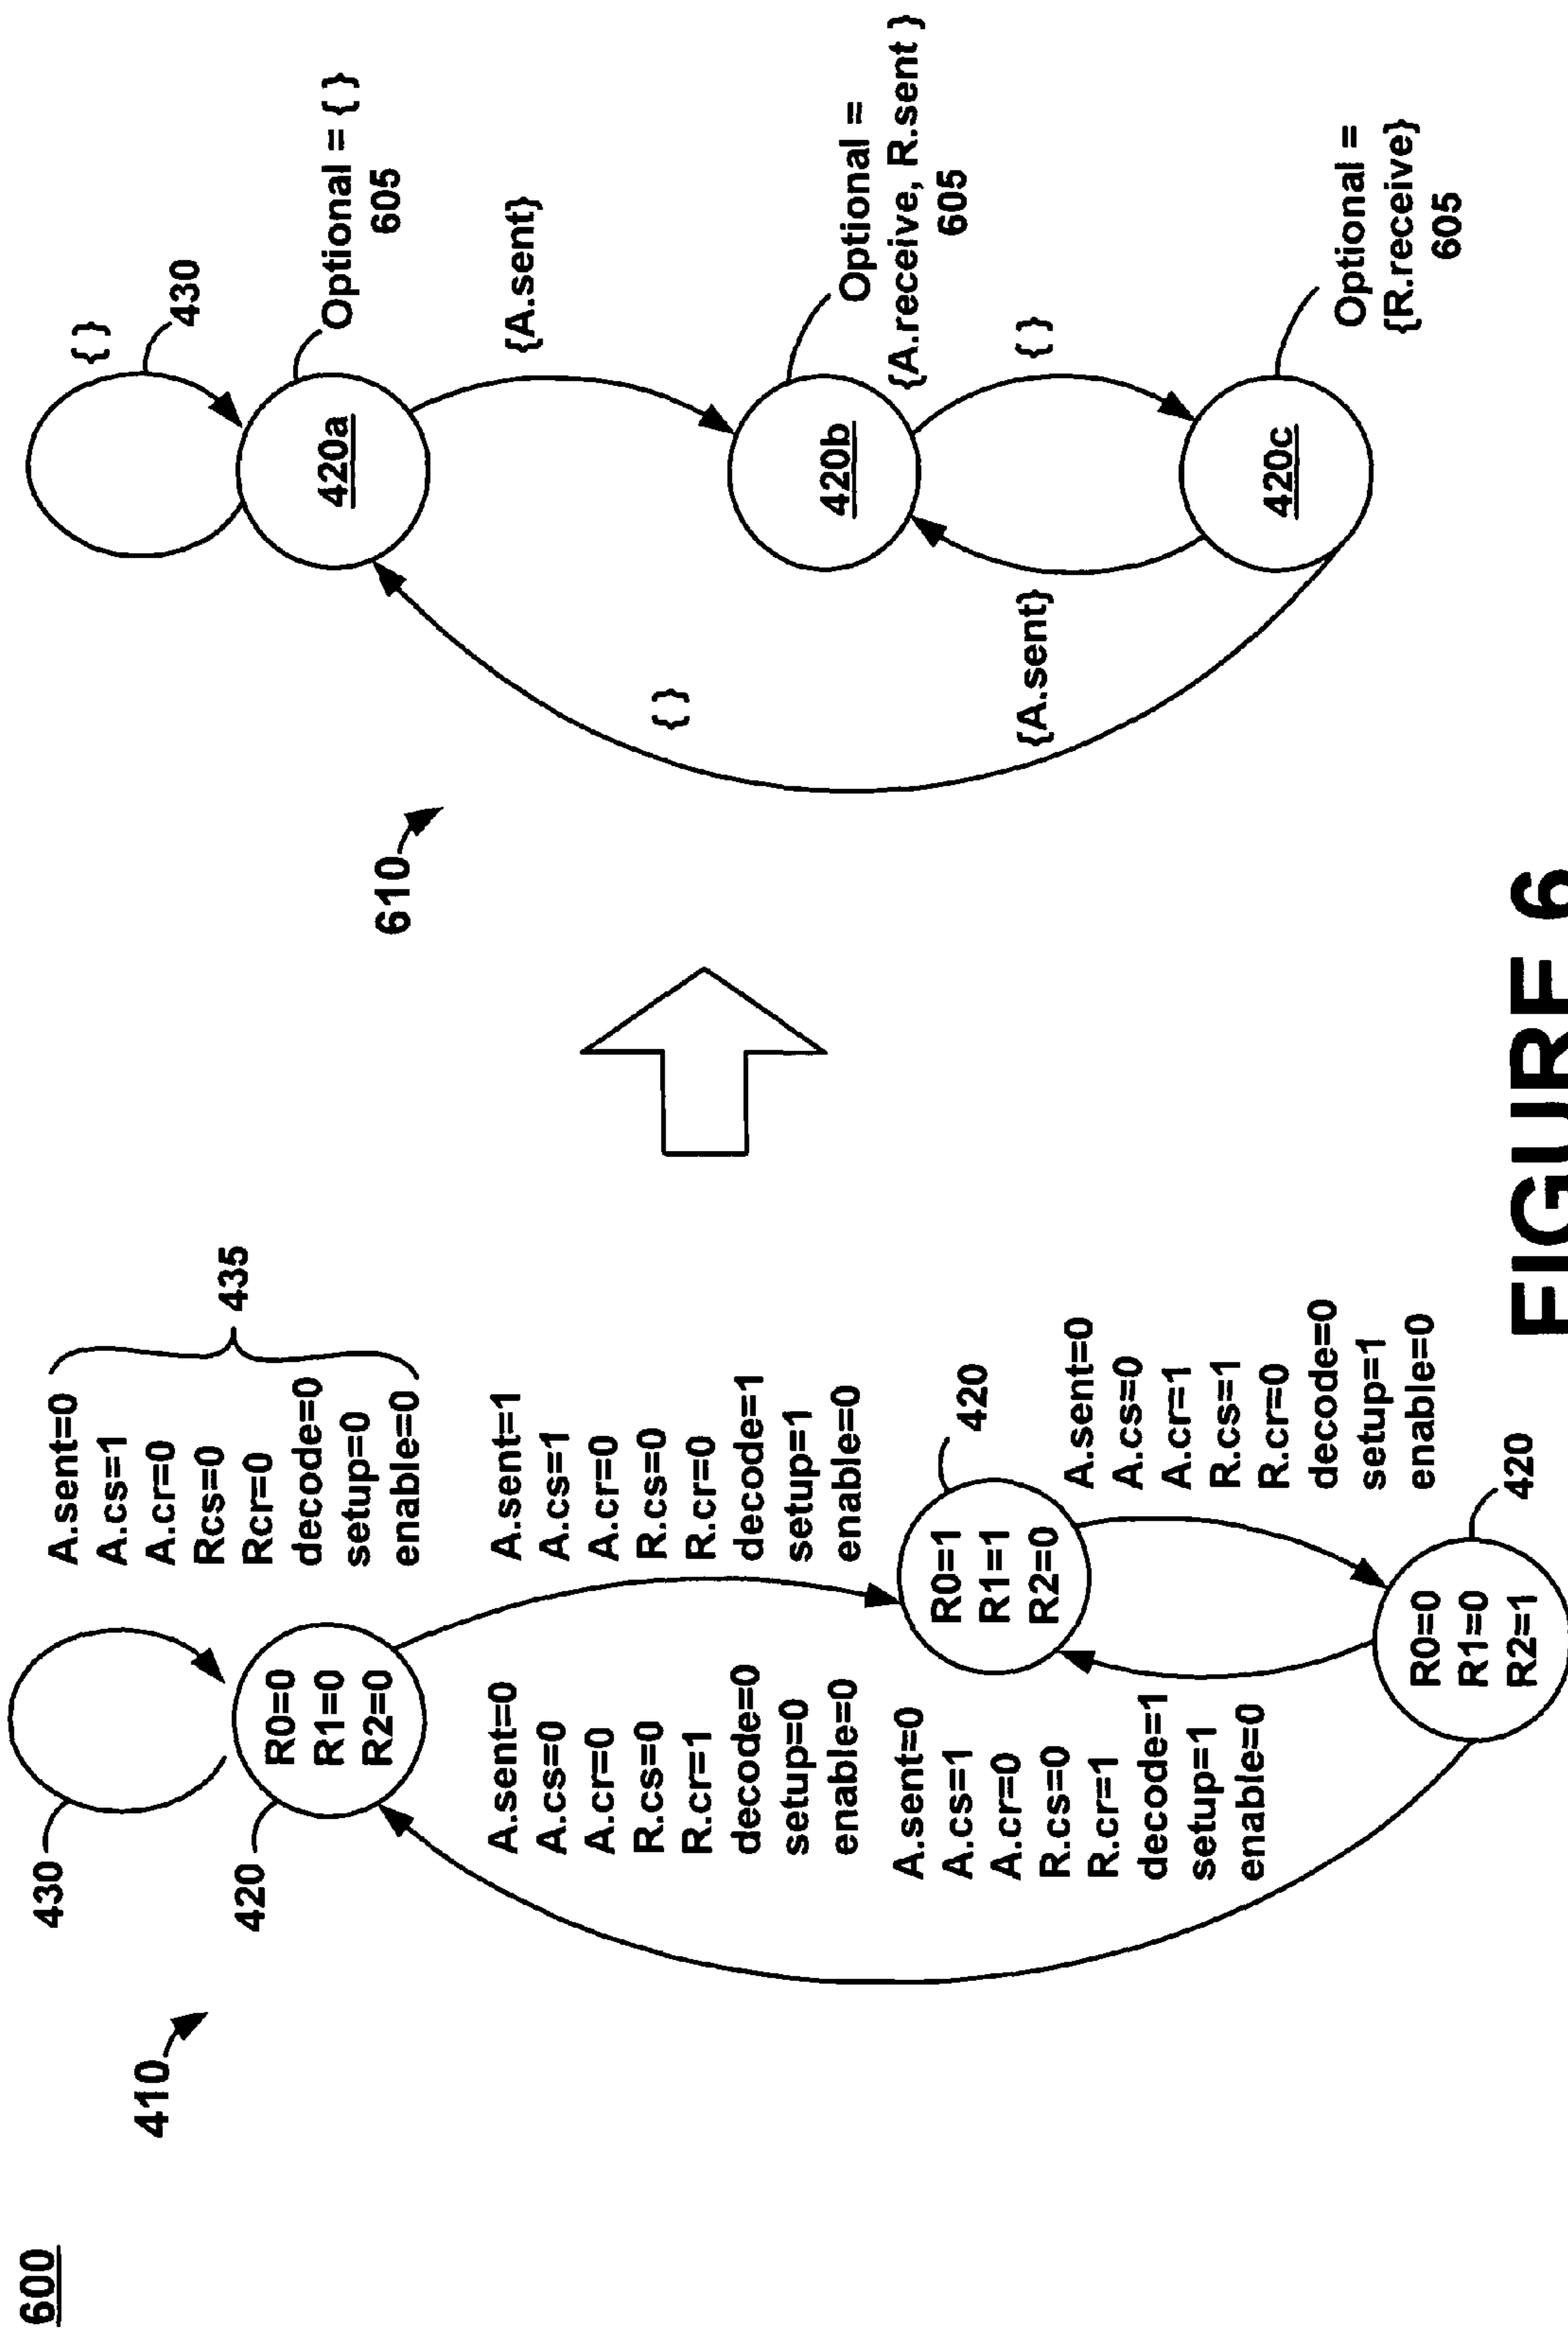 600
410
430
420
R0=0
R1=0
R2=0
A.sent=0
A.cs=1
A.cr=0
Rcs=0
Rcr=0
decode=0
setup=0
enable=0
435
A.sent=1
A.cs=1
A.cr=0
R.cs=0
R.cr=0
decode=1
setup=1
enable=0
A.sent=0
A.cs=0
A.cr=0
R.cs=0
R.cr=1
decode=0
setup=0
enable=0
420
R0=1
R1=1
R2=0
A.sent=0
A.cs=1
A.cr=0
R.cs=0
R.cr=1
decode=1
setup=1
enable=0
A.sent=0
A.cs=0
A.cr=1
R.cs=1
R.cr=0
decode=0
setup=1
enable=0
R0=0
R1=0
R2=1
420
610
{ }
430
420a
Optional = { }
605
{A.sent}
{ }
420b
Optional =
{A.receive, R.sent }
605
{A.sent}
{ }
420c
Optional =
{R.receive}
605
FIGURE 6